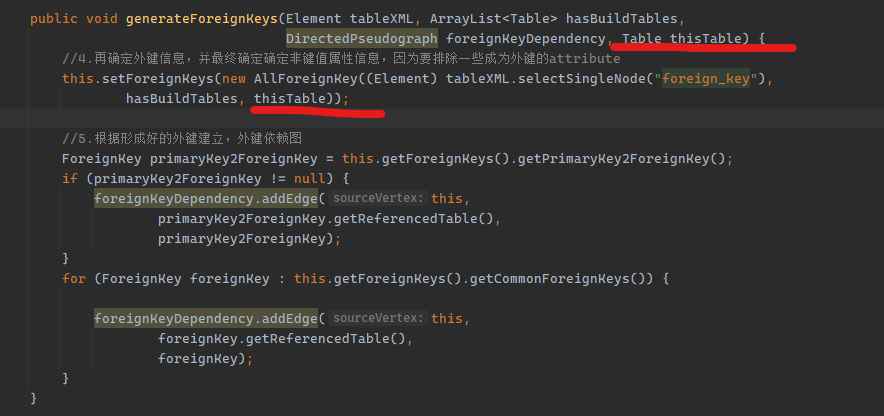 public void generateForeignKeys(Element tableXML, ArrayList<Table> hasBuildTables,
DirectedPseudograph foreignKeyDependency, Table thisTable) {
//4.再确定外键信息，并最终确定确定非键值属性信息，因为要排除一些成为外键的attribute
this.setForeignKeys(new AllForeignKey((Element) tableXML.selectSingleNode("foreign_key"),
hasBuildTables, thisTable));
//5.根据形成好的外键建立，外键依赖图
ForeignKey primaryKey2ForeignKey = this.getForeignKeys().getPrimaryKey2ForeignKey();
if (primaryKey2ForeignKey != null) {
foreignKeyDependency.addEdge( sourceVertex: this,
primaryKey2ForeignKey.getReferencedTable(),
primaryKey2ForeignKey);
}
for (ForeignKey foreignKey : this.getForeignKeys().getCommonForeignKeys()) {
foreignKeyDependency.addEdge( sourceVertex: this,
foreignKey.getReferencedTable(),
foreignKey);
}
}